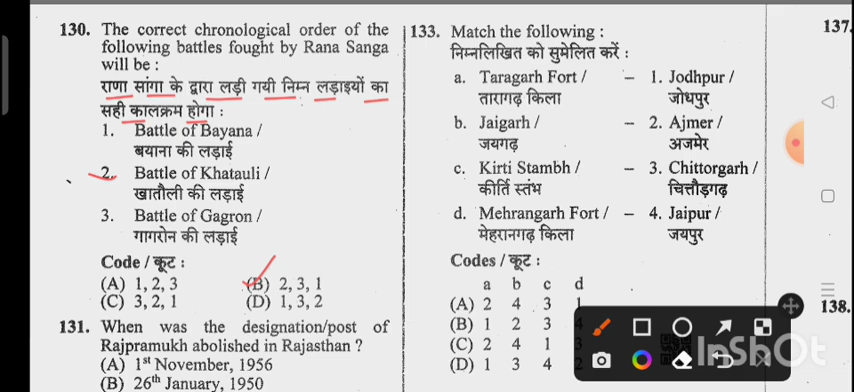 130. The correct chronological order of the
following battles fought by Rana Sanga
will be :
राणा सांगा के द्वारा लड़ी गयी निम्न लड़ाइयों का
सही कालक्रम होगा :
1. Battle of Bayana /
बयाना की लड़ाई
2. Battle of Khatauli /
खातौली की लड़ाई
3. Battle of Gagron /
गागरोन की लड़ाई
Code / कूट :
(A) 1, 2, 3 (B) 2, 3, 1
(C) 3, 2, 1 (D) 1, 3, 2
131. When was the designation/post of
Rajpramukh abolished in Rajasthan ?
(A) 1st November, 1956
(B) 26th January, 1950
133. Match the following :
निम्नलिखित को सुमेलित करें :
a. Taragarh Fort / – 1. Jodhpur /
तारागढ़ किला जोधपुर
b. Jaigarh / – 2. Ajmer /
जयगढ़ अजमेर
c. Kirti Stambh / – 3. Chittorgarh /
कीर्ति स्तंभ चित्तौड़गढ़
d. Mehrangarh Fort / – 4. Jaipur /
मेहरानगढ़ किला जयपुर
Codes / कूट :
a b c d
(A) 2 4 3 1
(B) 1 2 3 4
(C) 2 4 1 3
(D) 1 3 4 2
137.
138.
InShOt